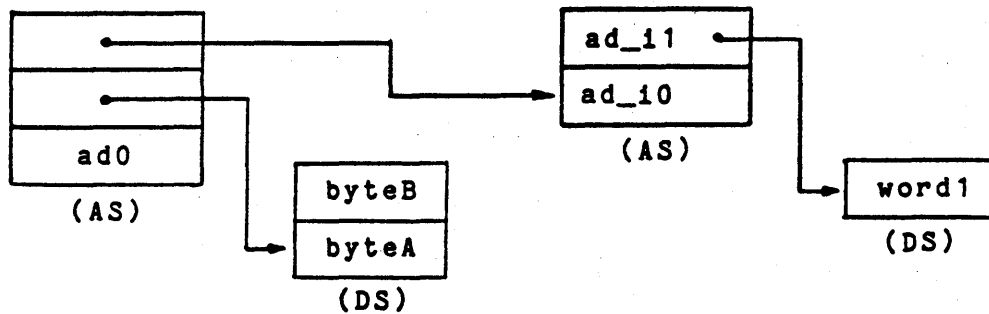 ad_i1
ad_i0
(AS)
ad0
(AS)
byteB
byteA
(DS)
word1
(DS)